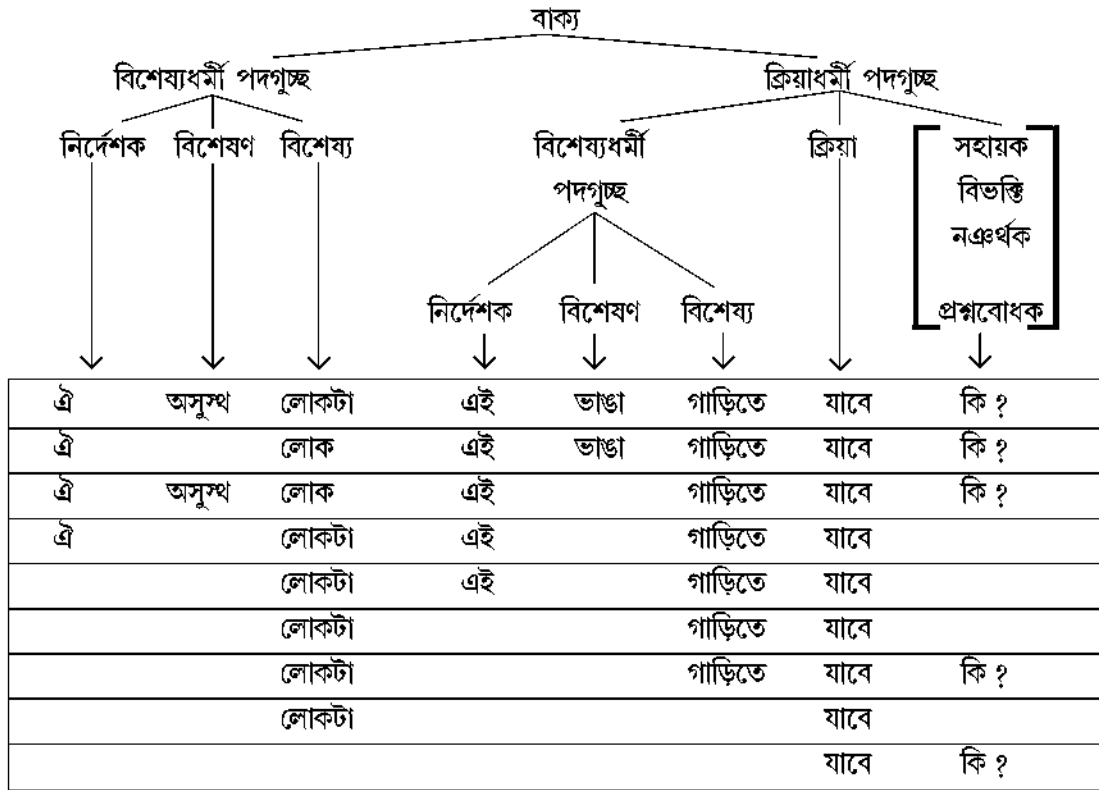 বাক্য
বিশেষ্যধর্মী পদগুচ্ছ ক্রিয়াধর্মী পদগুচ্ছ
নির্দেশক বিশেষণ বিশেষ্য বিশেষ্যধর্মী ক্রিয়া সহায়ক
পদগুচ্ছ বিভক্তি
নঞর্থক
নির্দেশক বিশেষণ বিশেষ্য প্রশ্নবোধক
ঐ অসুস্থ লোকটা এই ভাঙা গাড়িতে যাবে কি ?
ঐ লোক এই ভাঙা গাড়িতে যাবে কি ?
ঐ অসুস্থ লোক এই গাড়িতে যাবে কি ?
ঐ লোকটা এই গাড়িতে যাবে
লোকটা এই গাড়িতে যাবে
লোকটা গাড়িতে যাবে
লোকটা গাড়িতে যাবে কি ?
লোকটা যাবে
যাবে কি ?